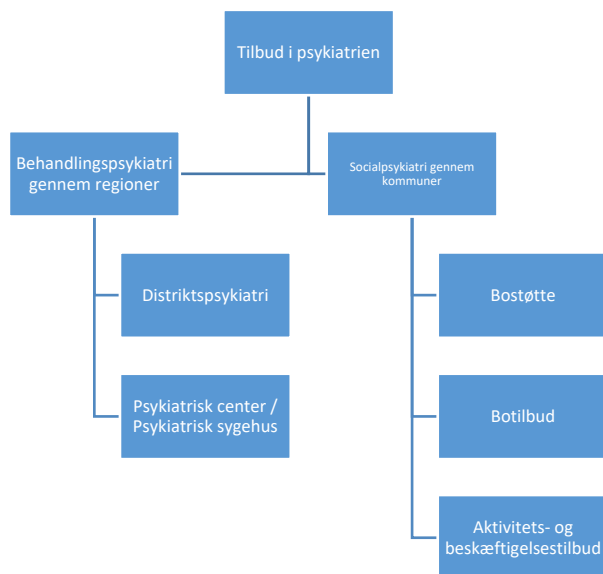 Tilbud i psykiatrien
Behandlingspsykiatri
gennem regioner
Socialpsykiatri gennem
kommuner
Distriktspsykiatri
Psykiatrisk center /
Psykiatrisk sygehus
Bostøtte
Botilbud
Aktivitets- og
beskæftigelsestilbud